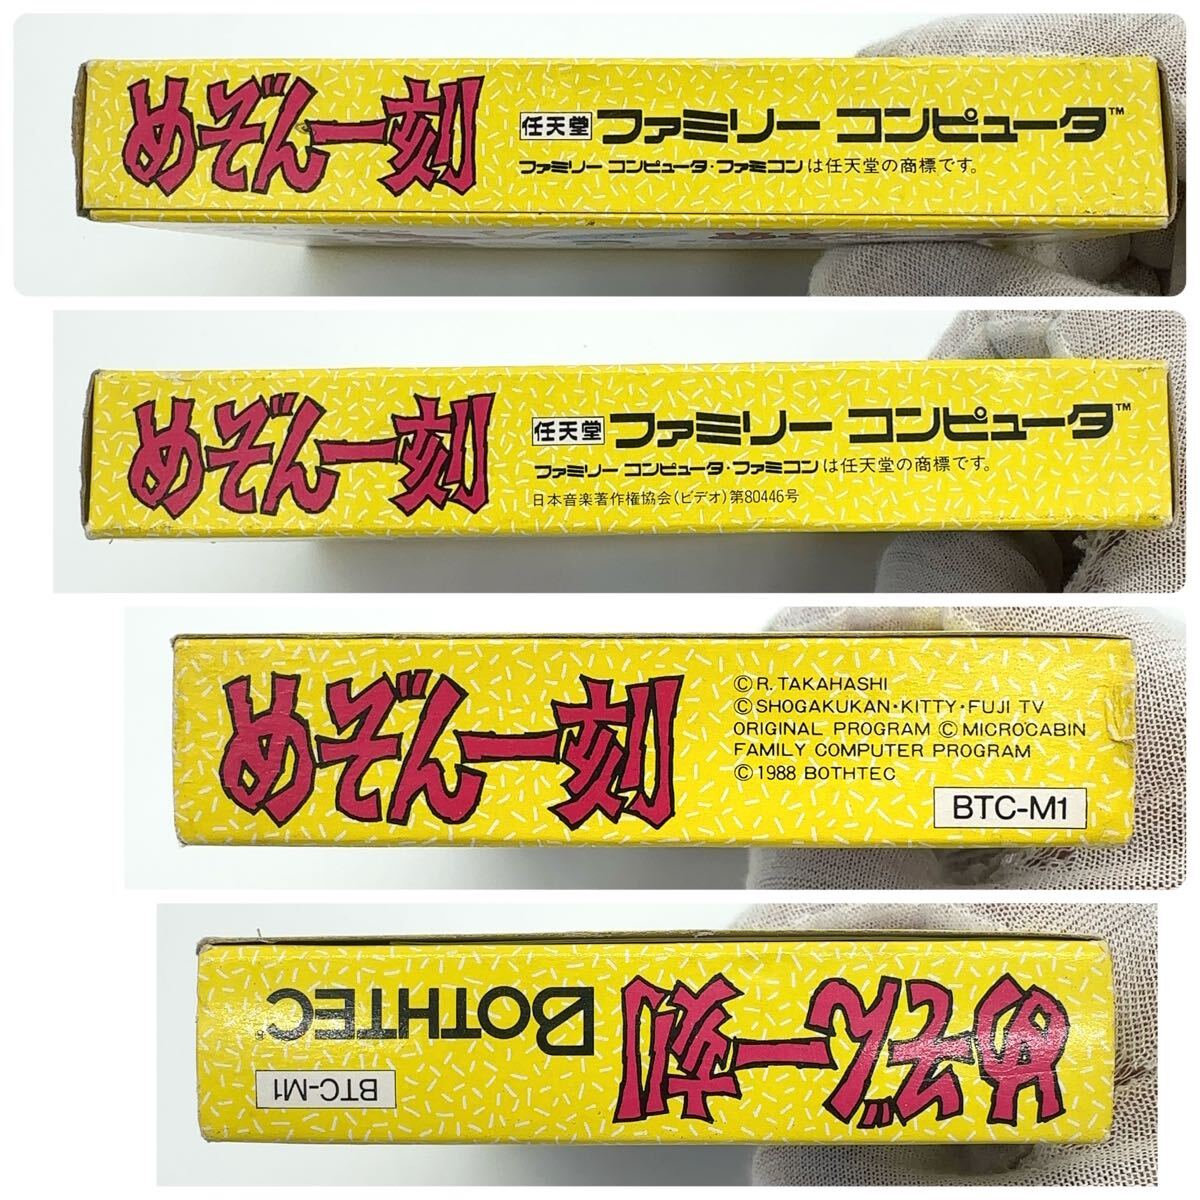 めぞん一刻
任天堂 ファミリー コンピュータ™
ファミリー コンピュータ・ファミコンは任天堂の商標です。
めぞん一刻
任天堂 ファミリー コンピュータ™
ファミリー コンピュータ・ファミコンは任天堂の商標です。
日本音楽著作権協会(ビデオ)第80446号
めぞん一刻
© R. TAKAHASHI
© SHOGAKUKAN・KITTY・FUJI TV
ORIGINAL PROGRAM © MICROCABIN
FAMILY COMPUTER PROGRAM
© 1988 BOTHTEC
BTC-M1
めぞん一刻
BOTHTEC
BTC-M1